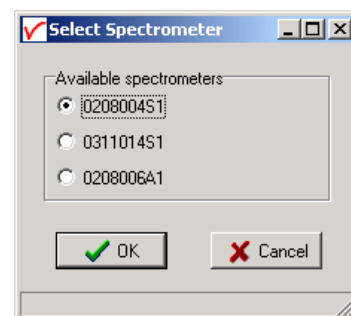 Select Spectrometer
Available spectrometers
0208004S1
0311014S1
0208006A1
OK Cancel